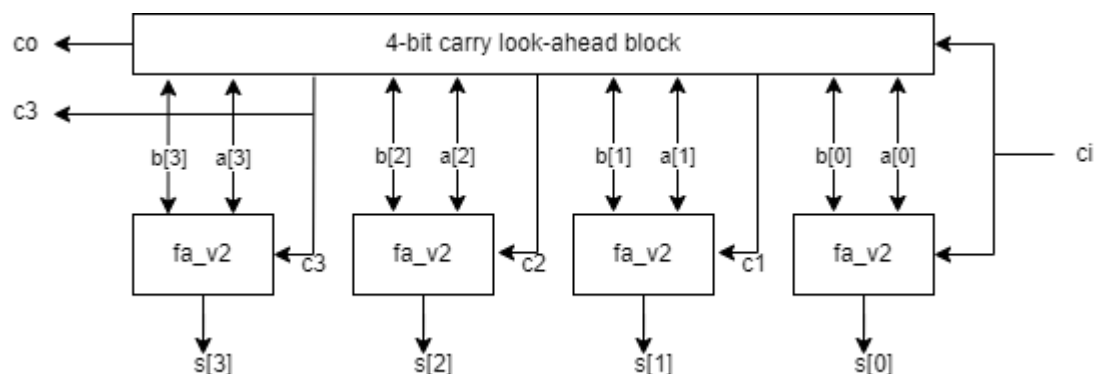 co
4-bit carry look-ahead block
c3
b[3] a[3] b[2] a[2] b[1] a[1] b[0] a[0]
ci
fa_v2 c3 fa_v2 c2 fa_v2 c1 fa_v2
s[3] s[2] s[1] s[0]